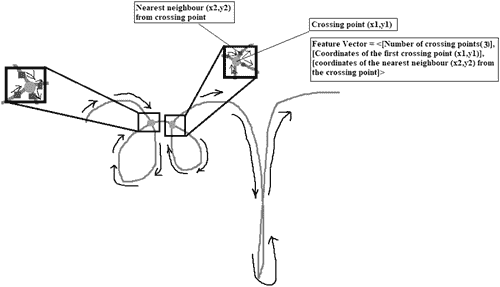 Nearest neighbour (x2,y2)
from crossing point
Crossing point (x1,y1)
Feature Vector = <[Number of crossing points(3)],
[Coordinates of the first crossing point (x1,y1)],
[coordinates of the nearest neighbour (x2,y2) from
the crossing point]>